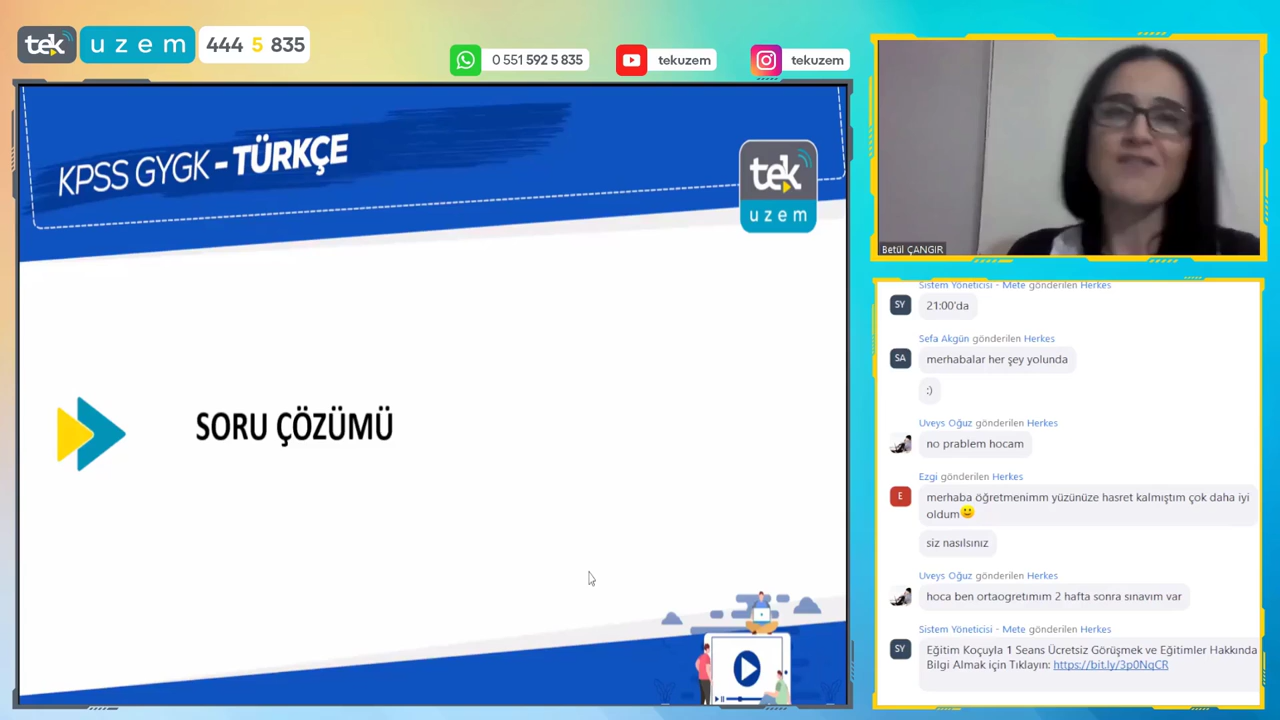 tek uzem 444 5 835
0 551 592 5 835
tekuzem
tekuzem
KPSS GYGK - TÜRKÇE
tek
uzem
SORU ÇÖZÜMÜ
Betül ÇANGIR
Sistem Yöneticisi - Mete gönderilen Herkes
SY
21:00'da
Sefa Akgün gönderilen Herkes
SA
merhabalar her şey yolunda
:)
Uveys Oğuz gönderilen Herkes
no prablem hocam
Ezgi gönderilen Herkes
E
merhaba öğretmenimm yüzünüze hasret kalmıştım çok daha iyi
oldum🙂
siz nasılsınız
Uveys Oğuz gönderilen Herkes
hoca ben ortaogretımım 2 hafta sonra sınavım var
Sistem Yöneticisi - Mete gönderilen Herkes
SY
Eğitim Koçuyla 1 Seans Ücretsiz Görüşmek ve Eğitimler Hakkında
Bilgi Almak için Tıklayın: https://bit.ly/3p0NqCR